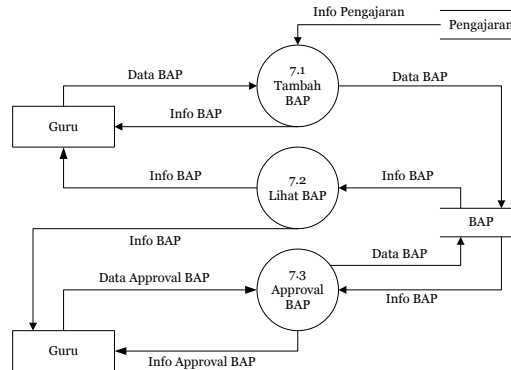 Info Pengajaran
Pengajaran
7.1
Tambah
BAP
Data BAP
Data BAP
Info BAP
Guru
7.2
Lihat BAP
Info BAP
Info BAP
BAP
Info BAP
Data BAP
7.3
Approval
BAP
Data Approval BAP
Info BAP
Guru
Info Approval BAP